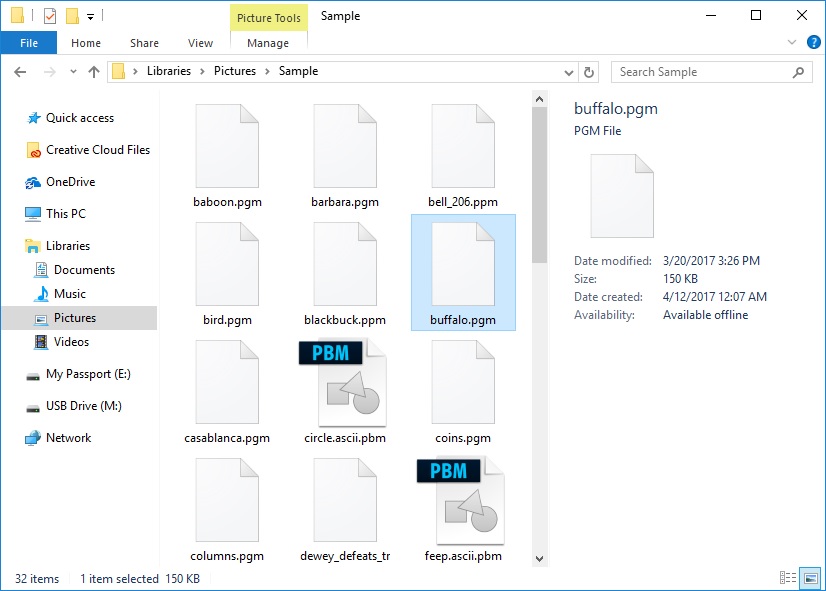 Picture Tools
Sample
File
Home
Share
View
Manage
?
Libraries
Pictures
Sample
Search Sample
Quick access
Creative Cloud Files
OneDrive
This PC
Libraries
Documents
Music
Pictures
Videos
My Passport (E:)
USB Drive (M:)
Network
baboon.pgm
barbara.pgm
bell_206.ppm
bird.pgm
blackbuck.ppm
buffalo.pgm
PBM
casablanca.pgm
circle.ascii.pbm
coins.pgm
PBM
columns.pgm
dewey_defeats_tr
feep.ascii.pbm
buffalo.pgm
PGM File
Date modified: 3/20/2017 3:26 PM
Size: 150 KB
Date created: 4/12/2017 12:07 AM
Availability: Available offline
32 items
1 item selected 150 KB